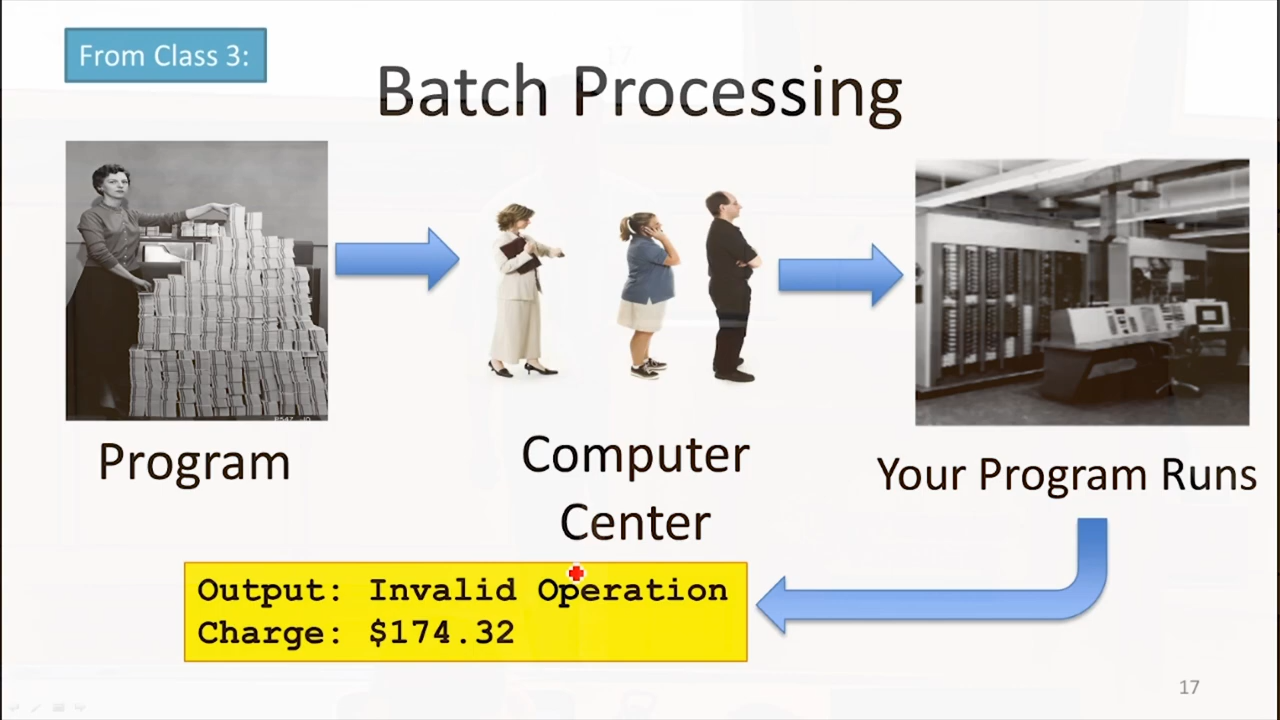 From Class 3:
Batch Processing
Program
Computer
Center
Your Program Runs
Output: Invalid Operation
Charge: $174.32
17